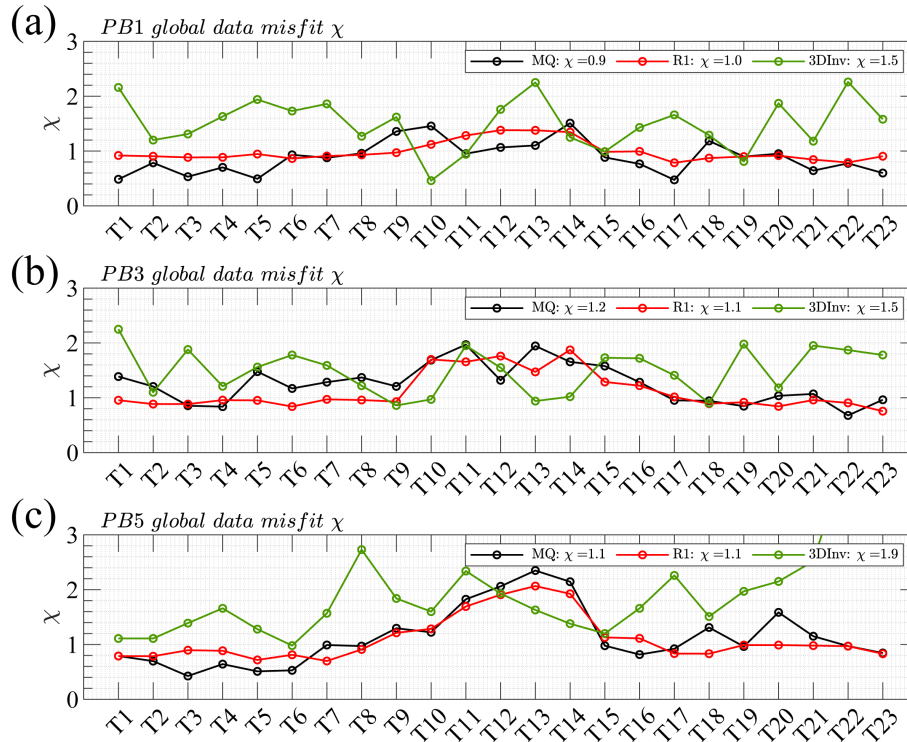 (a)
PB1 global data misfit χ
MQ: χ=0.9 R1: χ=1.0 3DInv: χ=1.5
3
2
1
0
χ
T1 T2 T3 T4 T5 T6 T7 T8 T9 T10 T11 T12 T13 T14 T15 T16 T17 T18 T19 T20 T21 T22 T23
(b)
PB3 global data misfit χ
MQ: χ=1.2 R1: χ=1.1 3DInv: χ=1.5
3
2
1
0
χ
T1 T2 T3 T4 T5 T6 T7 T8 T9 T10 T11 T12 T13 T14 T15 T16 T17 T18 T19 T20 T21 T22 T23
(c)
PB5 global data misfit χ
MQ: χ=1.1 R1: χ=1.1 3DInv: χ=1.9
3
2
1
0
χ
T1 T2 T3 T4 T5 T6 T7 T8 T9 T10 T11 T12 T13 T14 T15 T16 T17 T18 T19 T20 T21 T22 T23